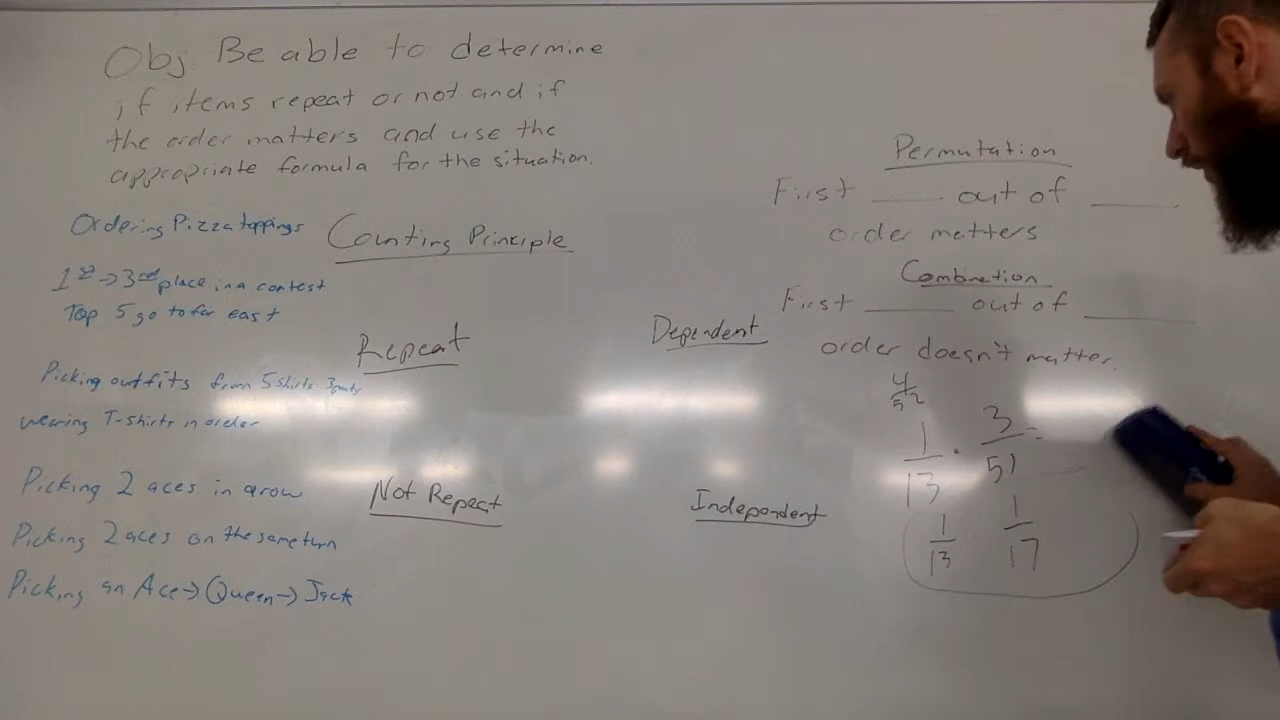 Obj Be able to determine
if items repeat or not and if
the order matters and use the
appropriate formula for the situation.
Ordering Pizza toppings
Counting Principle
1st → 3rd place in a contest
Top 5 go to far east
Repeat
Picking outfits from 5 shirts 3 pants
wearing T-shirts in order
Picking 2 aces in a row
Not Repeat
Picking 2 aces on the same turn
Picking an Ace → Queen → Jack
Dependent
Independent
Permutation
First ____ out of ____
order matters
Combination
First ____ out of ____
order doesn't matter.
4/52
1/13 · 3/51 =
1/13 1/17